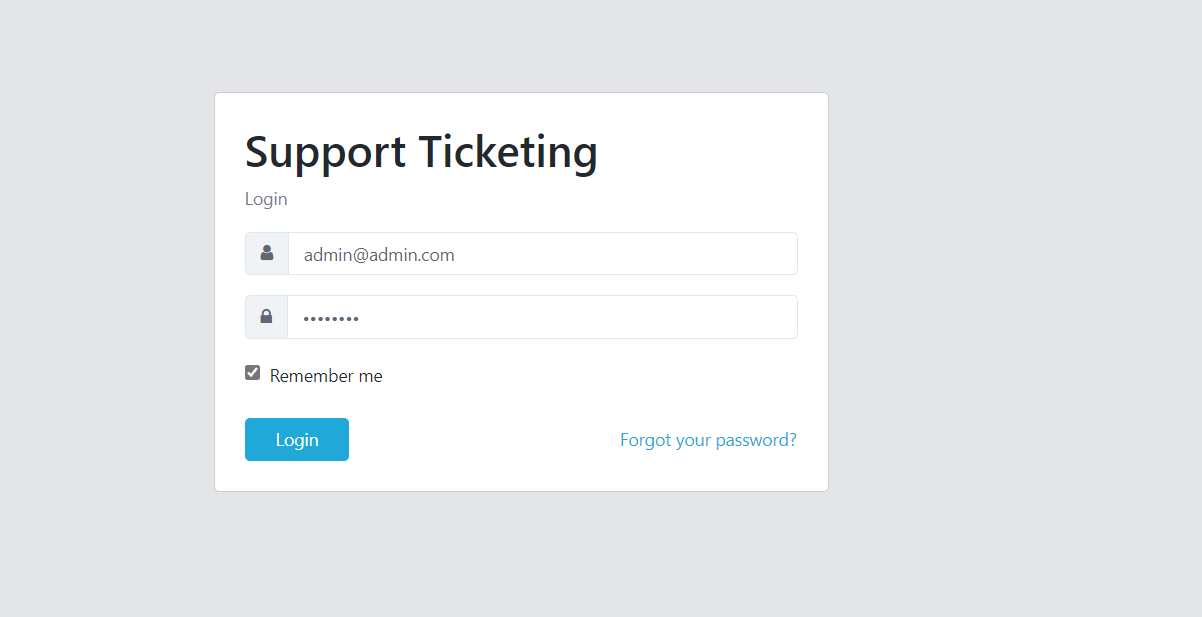 Support Ticketing
Login
admin@admin.com
••••••••
Remember me
Login
Forgot your password?